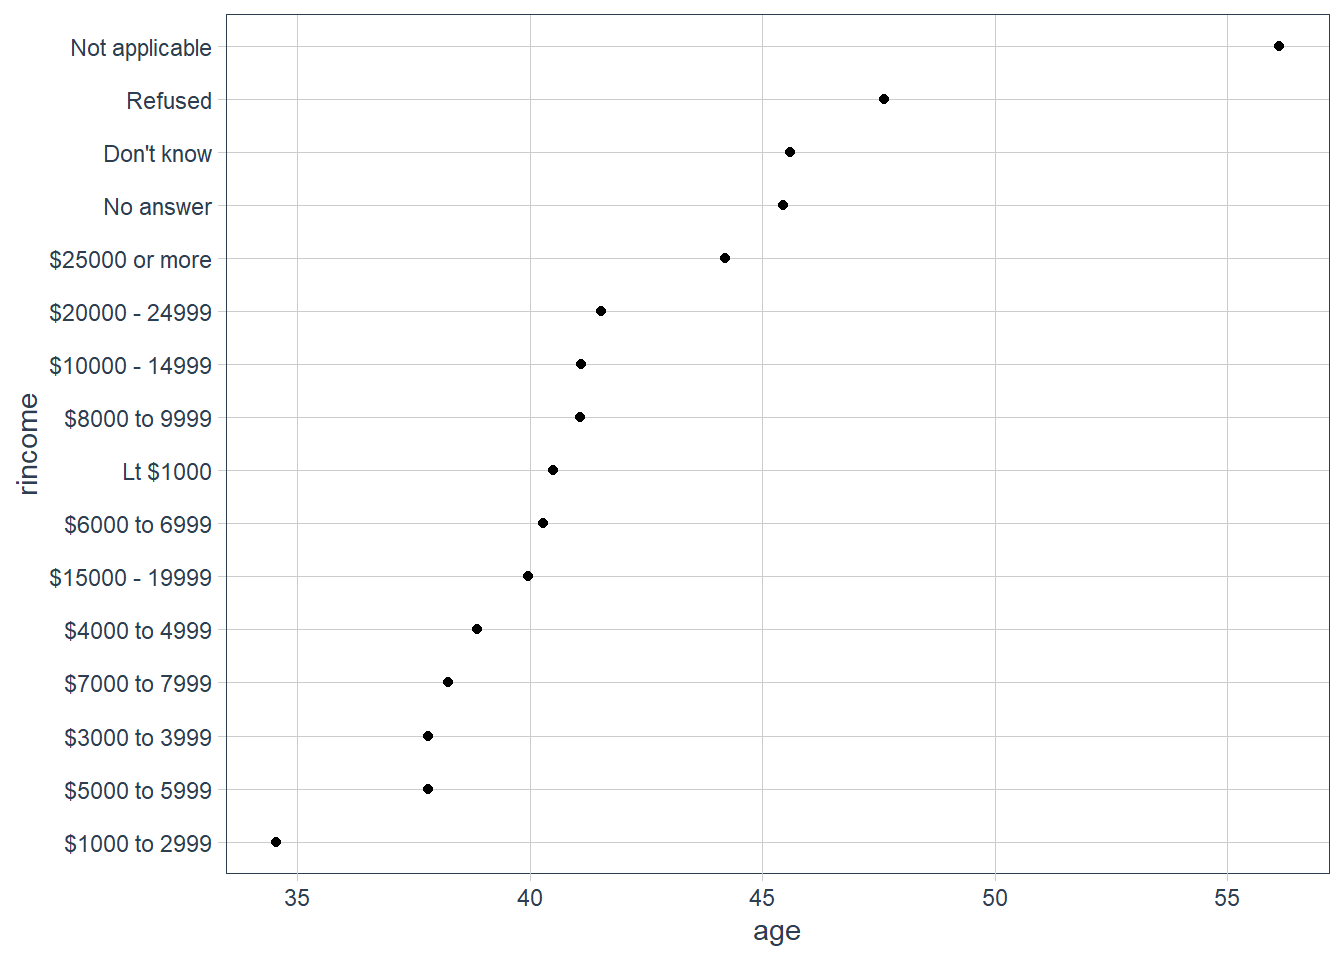 Not applicable
Refused
Don't know
No answer
$25000 or more
$20000 - 24999
$10000 - 14999
$8000 to 9999
Lt $1000
$6000 to 6999
$15000 - 19999
$4000 to 4999
$7000 to 7999
$3000 to 3999
$5000 to 5999
$1000 to 2999
rincome
35 40 45 50 55
age